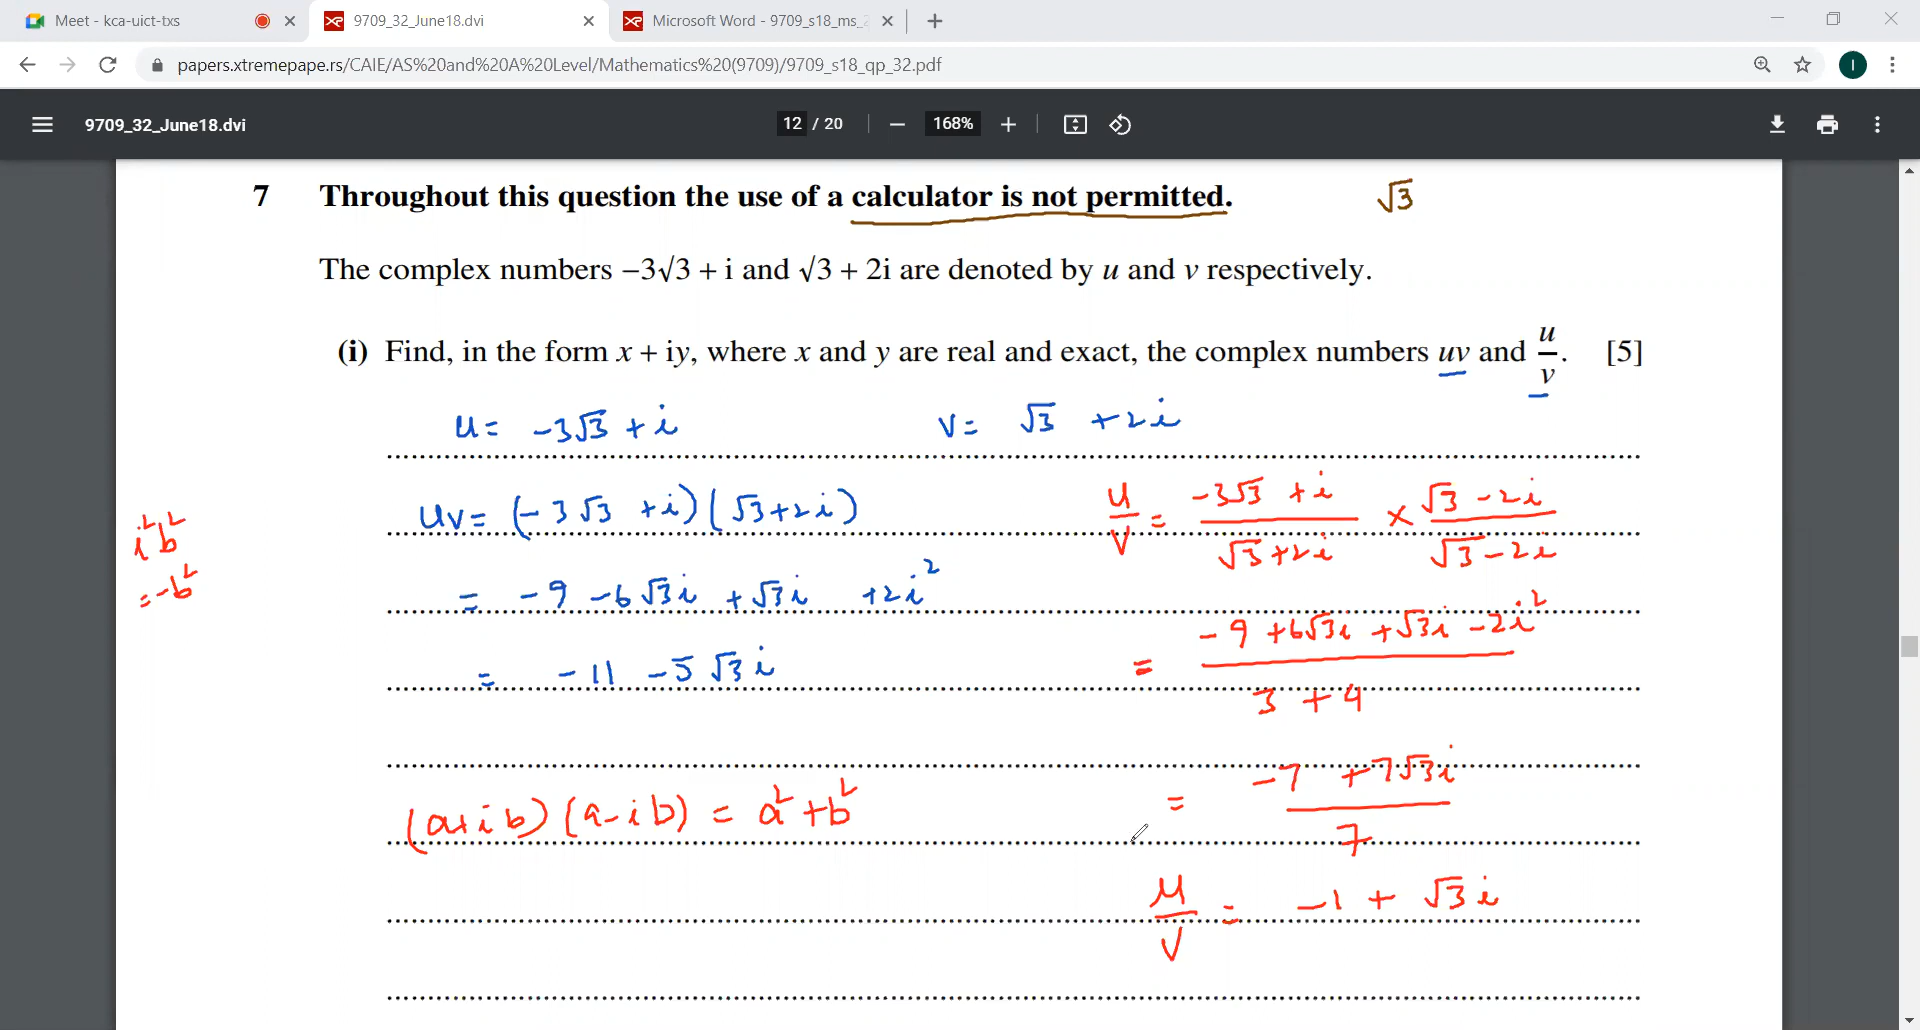 Meet - kca-uict-txs
9709_32_June18.dvi
Microsoft Word - 9709_s18_ms_
papers.xtremepape.rs/CAIE/AS%20and%20A%20Level/Mathematics%20(9709)/9709_s18_qp_32.pdf
I
9709_32_June18.dvi
12 / 20
168%
7 Throughout this question the use of a calculator is not permitted.
√3
The complex numbers −3√3 + i and √3 + 2i are denoted by u and v respectively.
(i) Find, in the form x + iy, where x and y are real and exact, the complex numbers uv and u/v. [5]
u = -3√3 + i
v = √3 + 2i
uv = (-3√3 + i)(√3+2i)
= -9 -6√3i + √3i +2i²
= -11 -5√3i
(a+ib)(a-ib) = a² + b²
i²b²
= -b²
u/v = (-3√3 + i)/(√3+2i) × (√3 -2i)/(√3-2i)
= (-9 +6√3i +√3i -2i²)/(3 + 4)
= (-7 +7√3i)/7
u/v = -1 + √3i